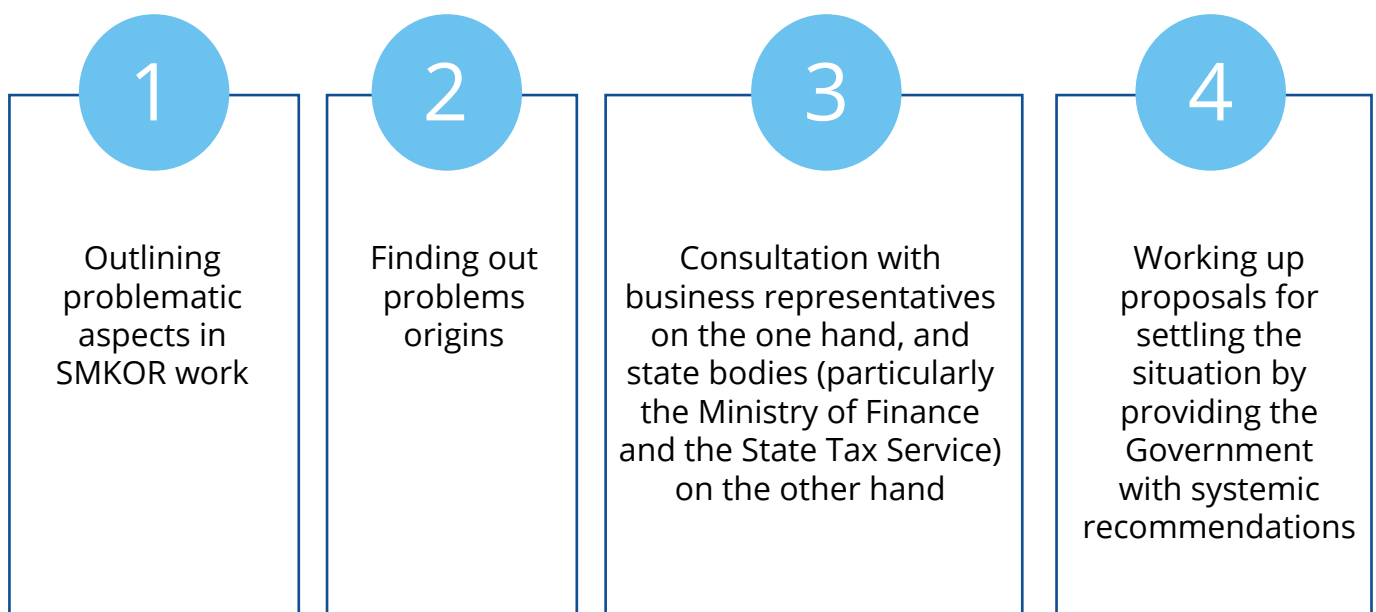 1
Outlining
problematic
aspects in
SMKOR work
2
Finding out
problems
origins
3
Consultation with
business representatives
on the one hand, and
state bodies (particularly
the Ministry of Finance
and the State Tax Service)
on the other hand
4
Working up
proposals for
settling the
situation by
providing the
Government
with systemic
recommendations